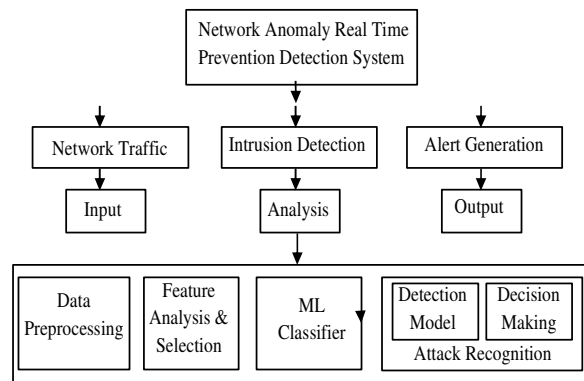 Network Anomaly Real Time
Prevention Detection System
Network Traffic
Intrusion Detection
Alert Generation
Input
Analysis
Output
Data
Preprocessing
Feature
Analysis &
Selection
ML
Classifier
Detection
Model
Decision
Making
Attack Recognition